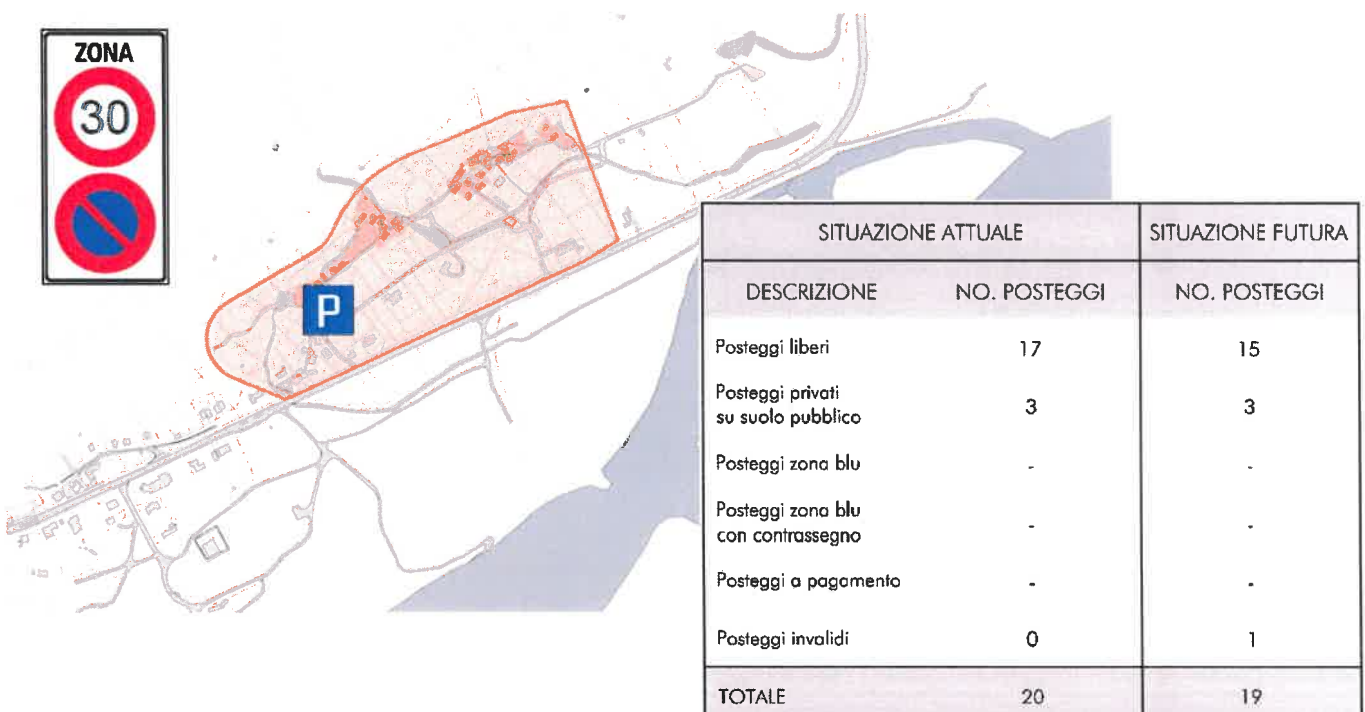 ZONA
30
P
SITUAZIONE ATTUALE SITUAZIONE FUTURA
DESCRIZIONE NO. POSTEGGI NO. POSTEGGI
Posteggi liberi 17 15
Posteggi privati
su suolo pubblico 3 3
Posteggi zona blu - -
Posteggi zona blu
con contrassegno - -
Posteggi a pagamento - -
Posteggi invalidi 0 1
TOTALE 20 19